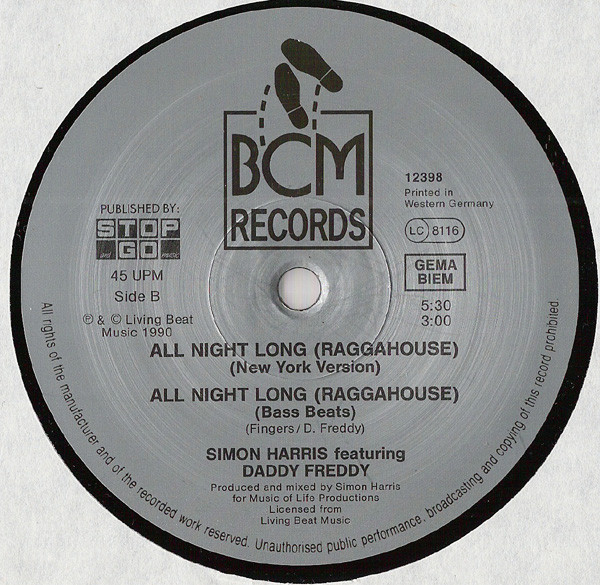 BCM
RECORDS
PUBLISHED BY:
STOP
and GO music
45 UPM
Side B
℗ & © Living Beat
Music 1990
12398
Printed in
Western Germany
LC 8116
GEMA
BIEM
5:30
3:00
ALL NIGHT LONG (RAGGAHOUSE)
(New York Version)
ALL NIGHT LONG (RAGGAHOUSE)
(Bass Beats)
(Fingers/D. Freddy)
SIMON HARRIS featuring
DADDY FREDDY
Produced and mixed by Simon Harris
for Music of Life Productions
Licensed from
Living Beat Music
All rights of the manufacturer and of the recorded work reserved. Unauthorised public performance, broadcasting and copying of this record prohibited